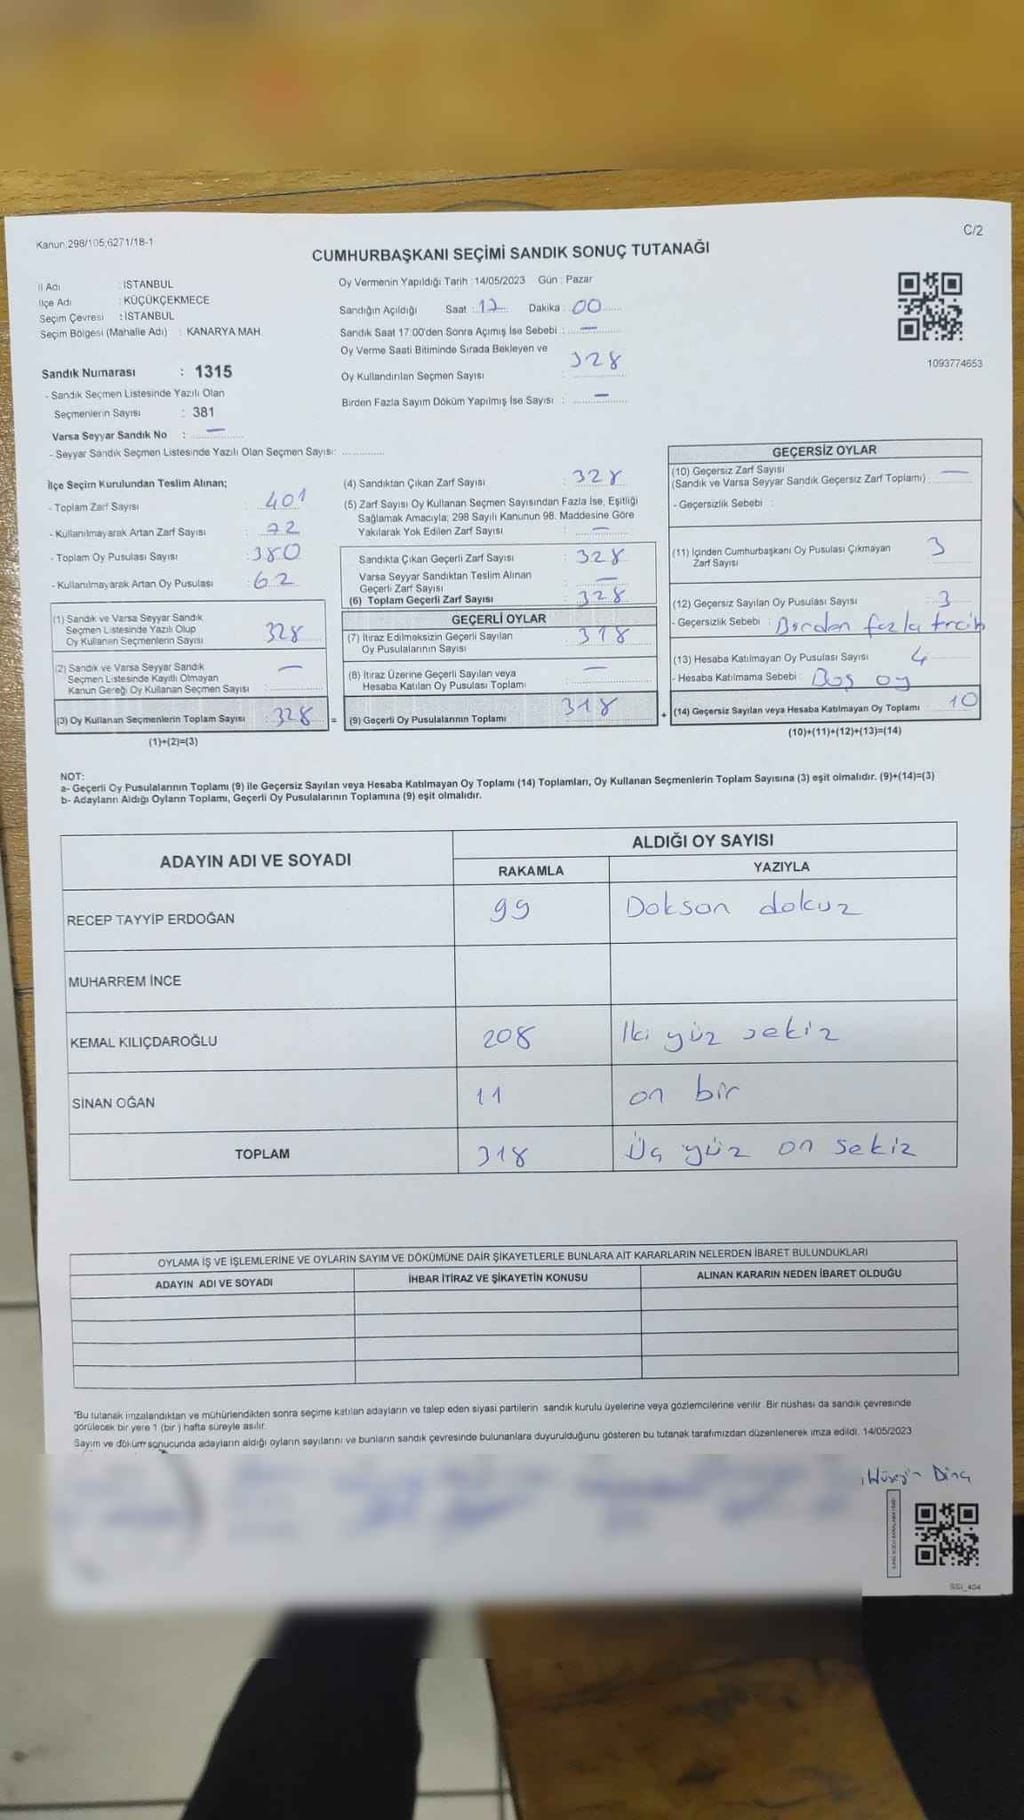 Kanun.298/105,6271/18-1
C/2
CUMHURBAŞKANI SEÇİMİ SANDIK SONUÇ TUTANAĞI
İl Adı : İSTANBUL
İlçe Adı : KÜÇÜKÇEKMECE
Seçim Çevresi : İSTANBUL
Seçim Bölgesi (Mahalle Adı) : KANARYA MAH.
Sandık Numarası : 1315
- Sandık Seçmen Listesinde Yazılı Olan
Seçmenlerin Sayısı : 381
Varsa Seyyar Sandık No : —
- Seyyar Sandık Seçmen Listesinde Yazılı Olan Seçmen Sayısı:
Oy Vermenin Yapıldığı Tarih : 14/05/2023 Gün : Pazar
Sandığın Açıldığı Saat : 17 Dakika : 00
Sandık Saat 17:00'den Sonra Açımış İse Sebebi : —
Oy Verme Saati Bitiminde Sırada Bekleyen ve
Oy Kullandırılan Seçmen Sayısı : 328
Birden Fazla Sayım Döküm Yapılmış İse Sayısı : —
1093774653
İlçe Seçim Kurulundan Teslim Alınan;
- Toplam Zarf Sayısı : 401
- Kullanılmayarak Artan Zarf Sayısı : 72
- Toplam Oy Pusulası Sayısı : 380
- Kullanılmayarak Artan Oy Pusulası : 62
(1) Sandık ve Varsa Seyyar Sandık
Seçmen Listesinde Yazılı Olup
Oy Kullanan Seçmenlerin Sayısı : 328
(2) Sandık ve Varsa Seyyar Sandık
Seçmen Listesinde Kayıtlı Olmayan
Kanun Gereği Oy Kullanan Seçmen Sayısı : —
(3) Oy Kullanan Seçmenlerin Toplam Sayısı : 328
(1)+(2)=(3)
(4) Sandıktan Çıkan Zarf Sayısı : 328
(5) Zarf Sayısı Oy Kullanan Seçmen Sayısından Fazla İse, Eşitliği
Sağlamak Amacıyla; 298 Sayılı Kanunun 98. Maddesine Göre
Yakılarak Yok Edilen Zarf Sayısı : —
Sandıkta Çıkan Geçerli Zarf Sayısı : 328
Varsa Seyyar Sandıktan Teslim Alınan
Geçerli Zarf Sayısı : —
(6) Toplam Geçerli Zarf Sayısı : 328
GEÇERLİ OYLAR
(7) İtiraz Edilmeksizin Geçerli Sayılan
Oy Pusulalarının Sayısı : 318
(8) İtiraz Üzerine Geçerli Sayılan veya
Hesaba Katılan Oy Pusulası Toplamı : —
= (9) Geçerli Oy Pusulalarının Toplamı : 318
GEÇERSİZ OYLAR
(10) Geçersiz Zarf Sayısı
(Sandık ve Varsa Seyyar Sandık Geçersiz Zarf Toplamı) : —
- Geçersizlik Sebebi :
(11) İçinden Cumhurbaşkanı Oy Pusulası Çıkmayan
Zarf Sayısı : 3
(12) Geçersiz Sayılan Oy Pusulası Sayısı : 3
- Geçersizlik Sebebi : Birden fazla tercih
(13) Hesaba Katılmayan Oy Pusulası Sayısı : 4
- Hesaba Katılmama Sebebi : Boş oy
+ (14) Geçersiz Sayılan veya Hesaba Katılmayan Oy Toplamı : 10
(10)+(11)+(12)+(13)=(14)
NOT:
a- Geçerli Oy Pusulalarının Toplamı (9) ile Geçersiz Sayılan veya Hesaba Katılmayan Oy Toplamı (14) Toplamları, Oy Kullanan Seçmenlerin Toplam Sayısına (3) eşit olmalıdır. (9)+(14)=(3)
b- Adayların Aldığı Oyların Toplamı, Geçerli Oy Pusulalarının Toplamına (9) eşit olmalıdır.
ADAYIN ADI VE SOYADI
ALDIĞI OY SAYISI
RAKAMLA YAZIYLA
RECEP TAYYİP ERDOĞAN 99 Doksan dokuz
MUHARREM İNCE
KEMAL KILIÇDAROĞLU 208 İki yüz sekiz
SİNAN OĞAN 11 on bir
TOPLAM 318 Üç yüz on sekiz
OYLAMA İŞ VE İŞLEMLERİNE VE OYLARIN SAYIM VE DÖKÜMÜNE DAİR ŞİKAYETLERLE BUNLARA AİT KARARLARIN NELERDEN İBARET BULUNDUKLARI
ADAYIN ADI VE SOYADI İHBAR İTİRAZ VE ŞİKAYETİN KONUSU ALINAN KARARIN NEDEN İBARET OLDUĞU
"Bu tutanak imzalandıktan ve mühürlendikten sonra seçime katılan adayların ve talep eden siyasi partilerin sandık kurulu üyelerine veya gözlemcilerine verilir. Bir nüshası da sandık çevresinde
görülecek bir yere 1 (bir) hafta süreyle asılır.
Sayım ve döküm sonucunda adayların aldığı oyların sayılarını ve bunların sandık çevresinde bulunanlara duyurulduğunu gösteren bu tutanak tarafımızdan düzenlenerek imza edildi. 14/05/2023
Hüseyin Dinç
SSI_404